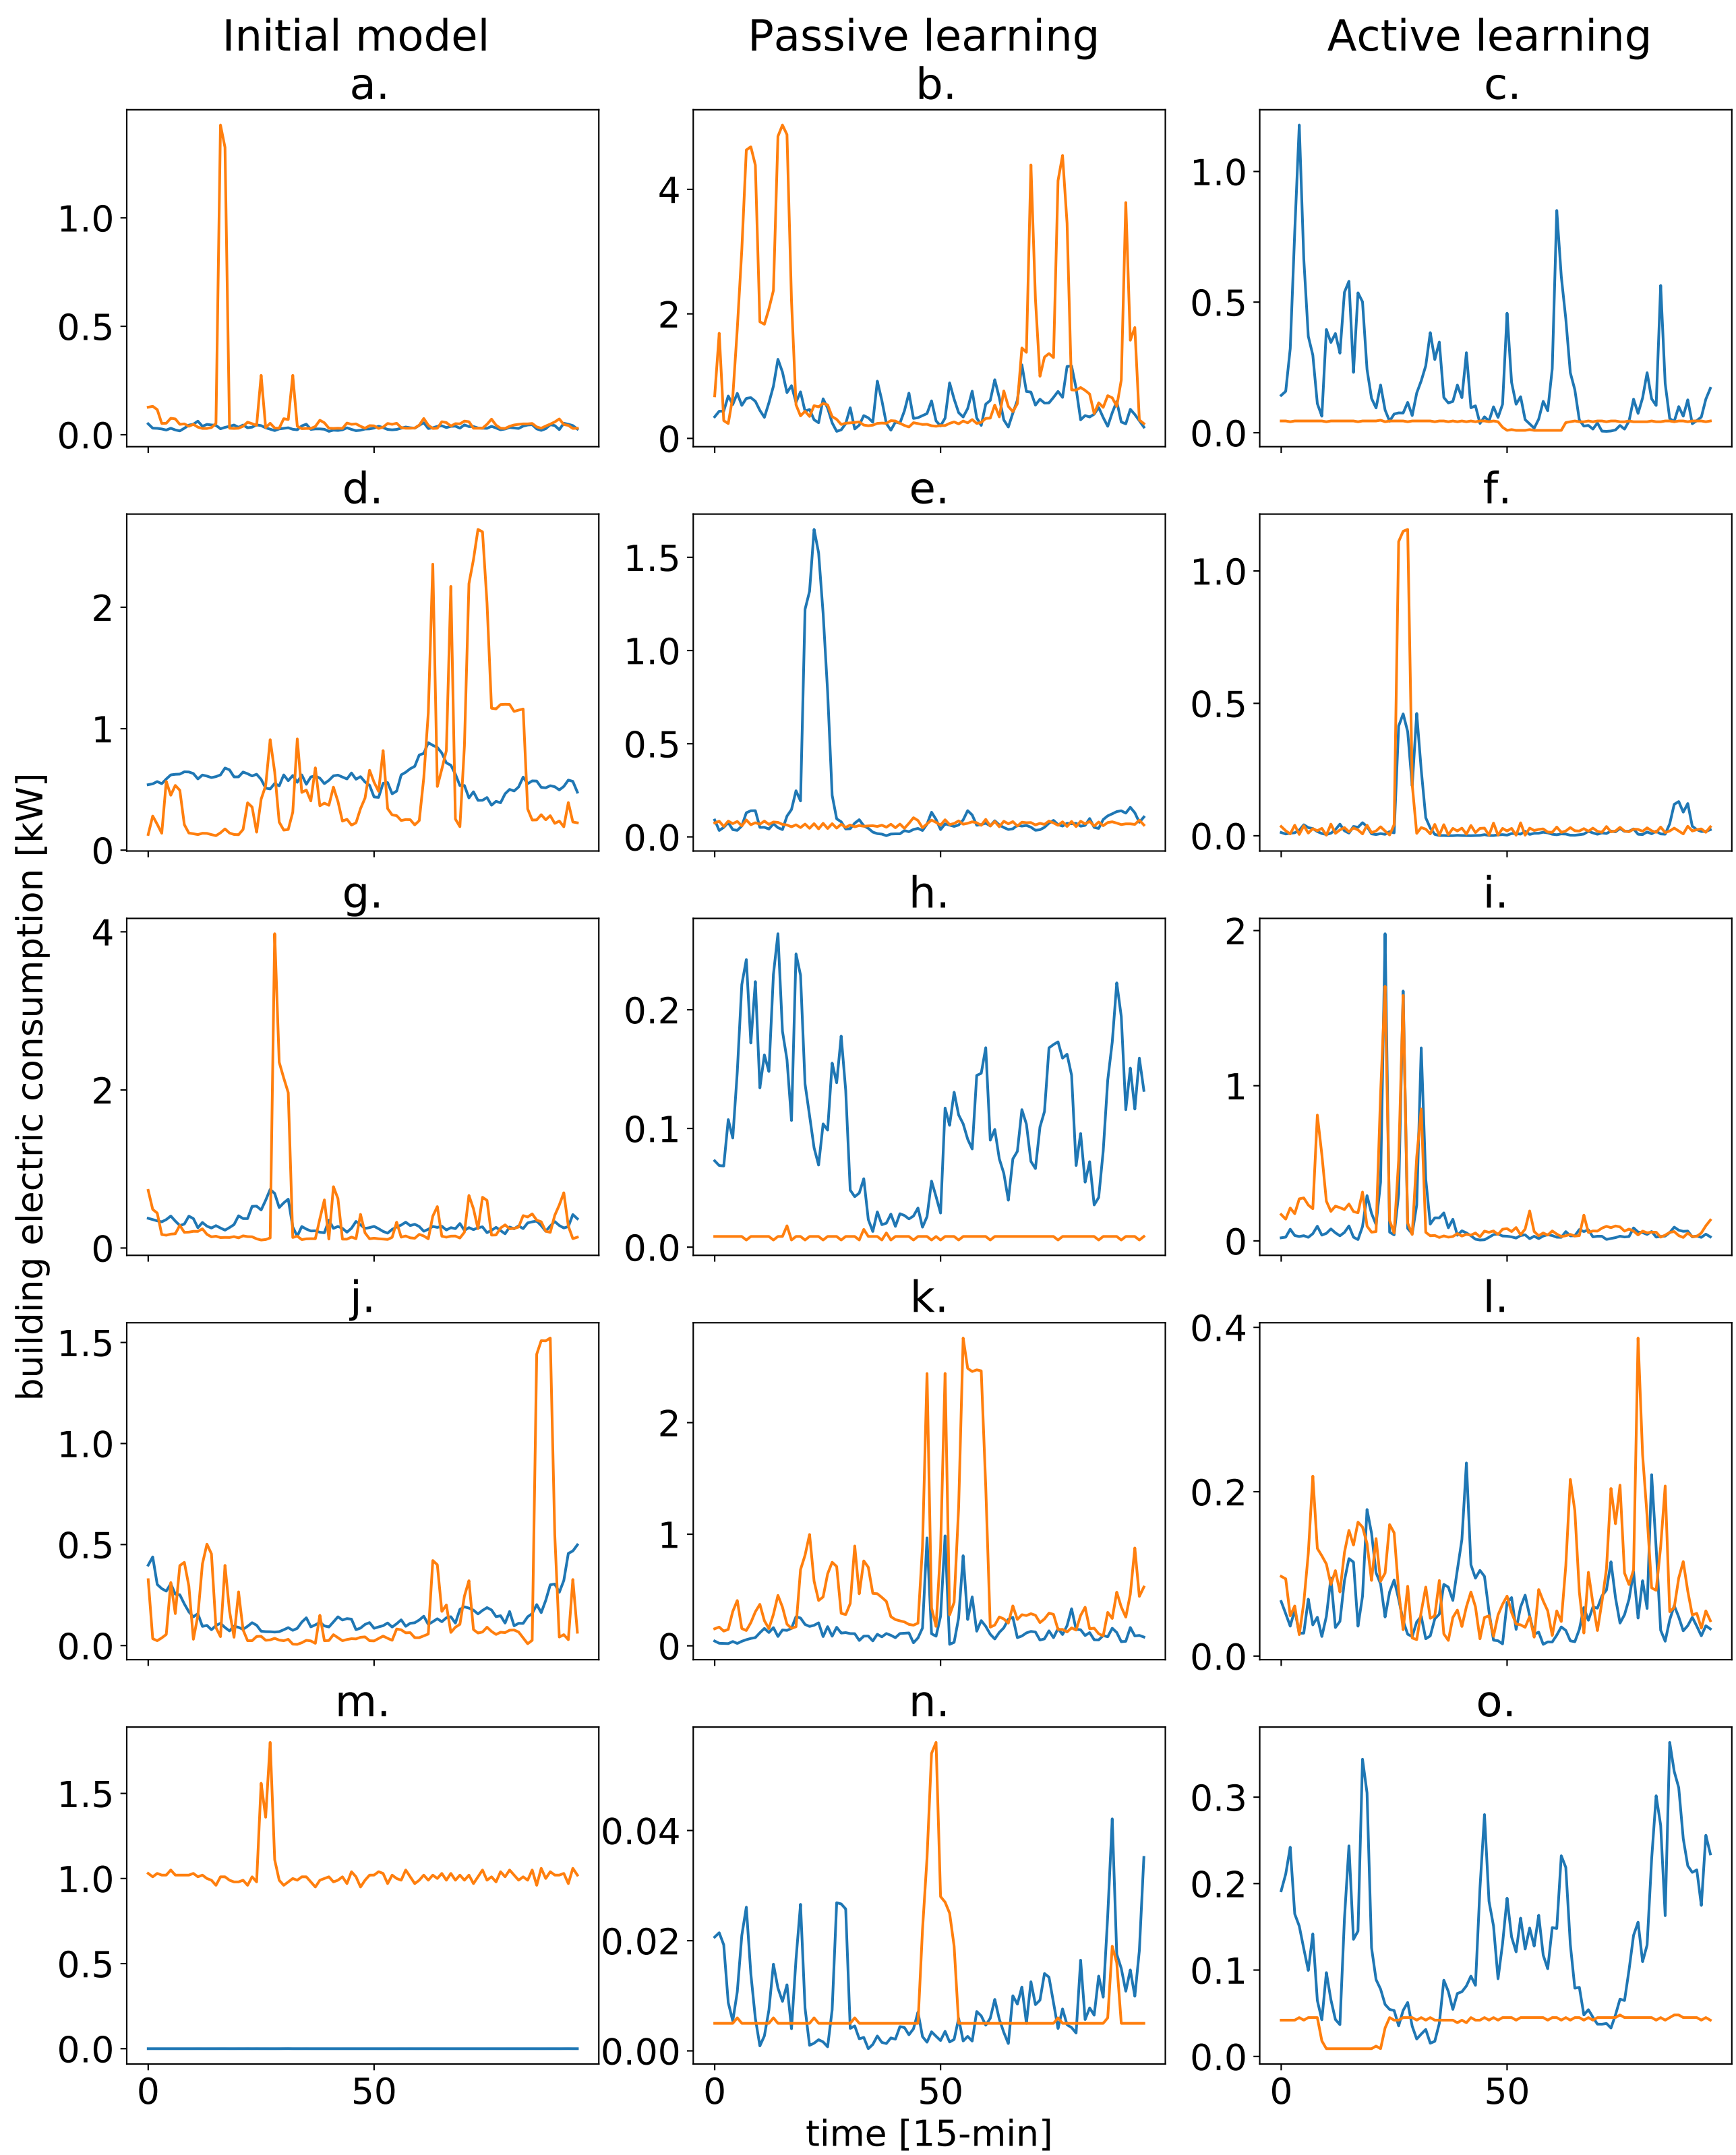 Initial model
Passive learning
Active learning
a.
b.
c.
1.0
0.5
0.0
4
2
0
1.0
0.5
0.0
d.
e.
f.
2
1
0
1.5
1.0
0.5
0.0
1.0
0.5
0.0
g.
h.
i.
4
2
0
0.2
0.1
0.0
2
1
0
building electric consumption [kW]
j.
k.
l.
1.5
1.0
0.5
0.0
2
1
0
0.4
0.2
0.0
m.
n.
o.
1.5
1.0
0.5
0.0
0.04
0.02
0.00
0.3
0.2
0.1
0.0
0 50
0 50
0 50
time [15-min]